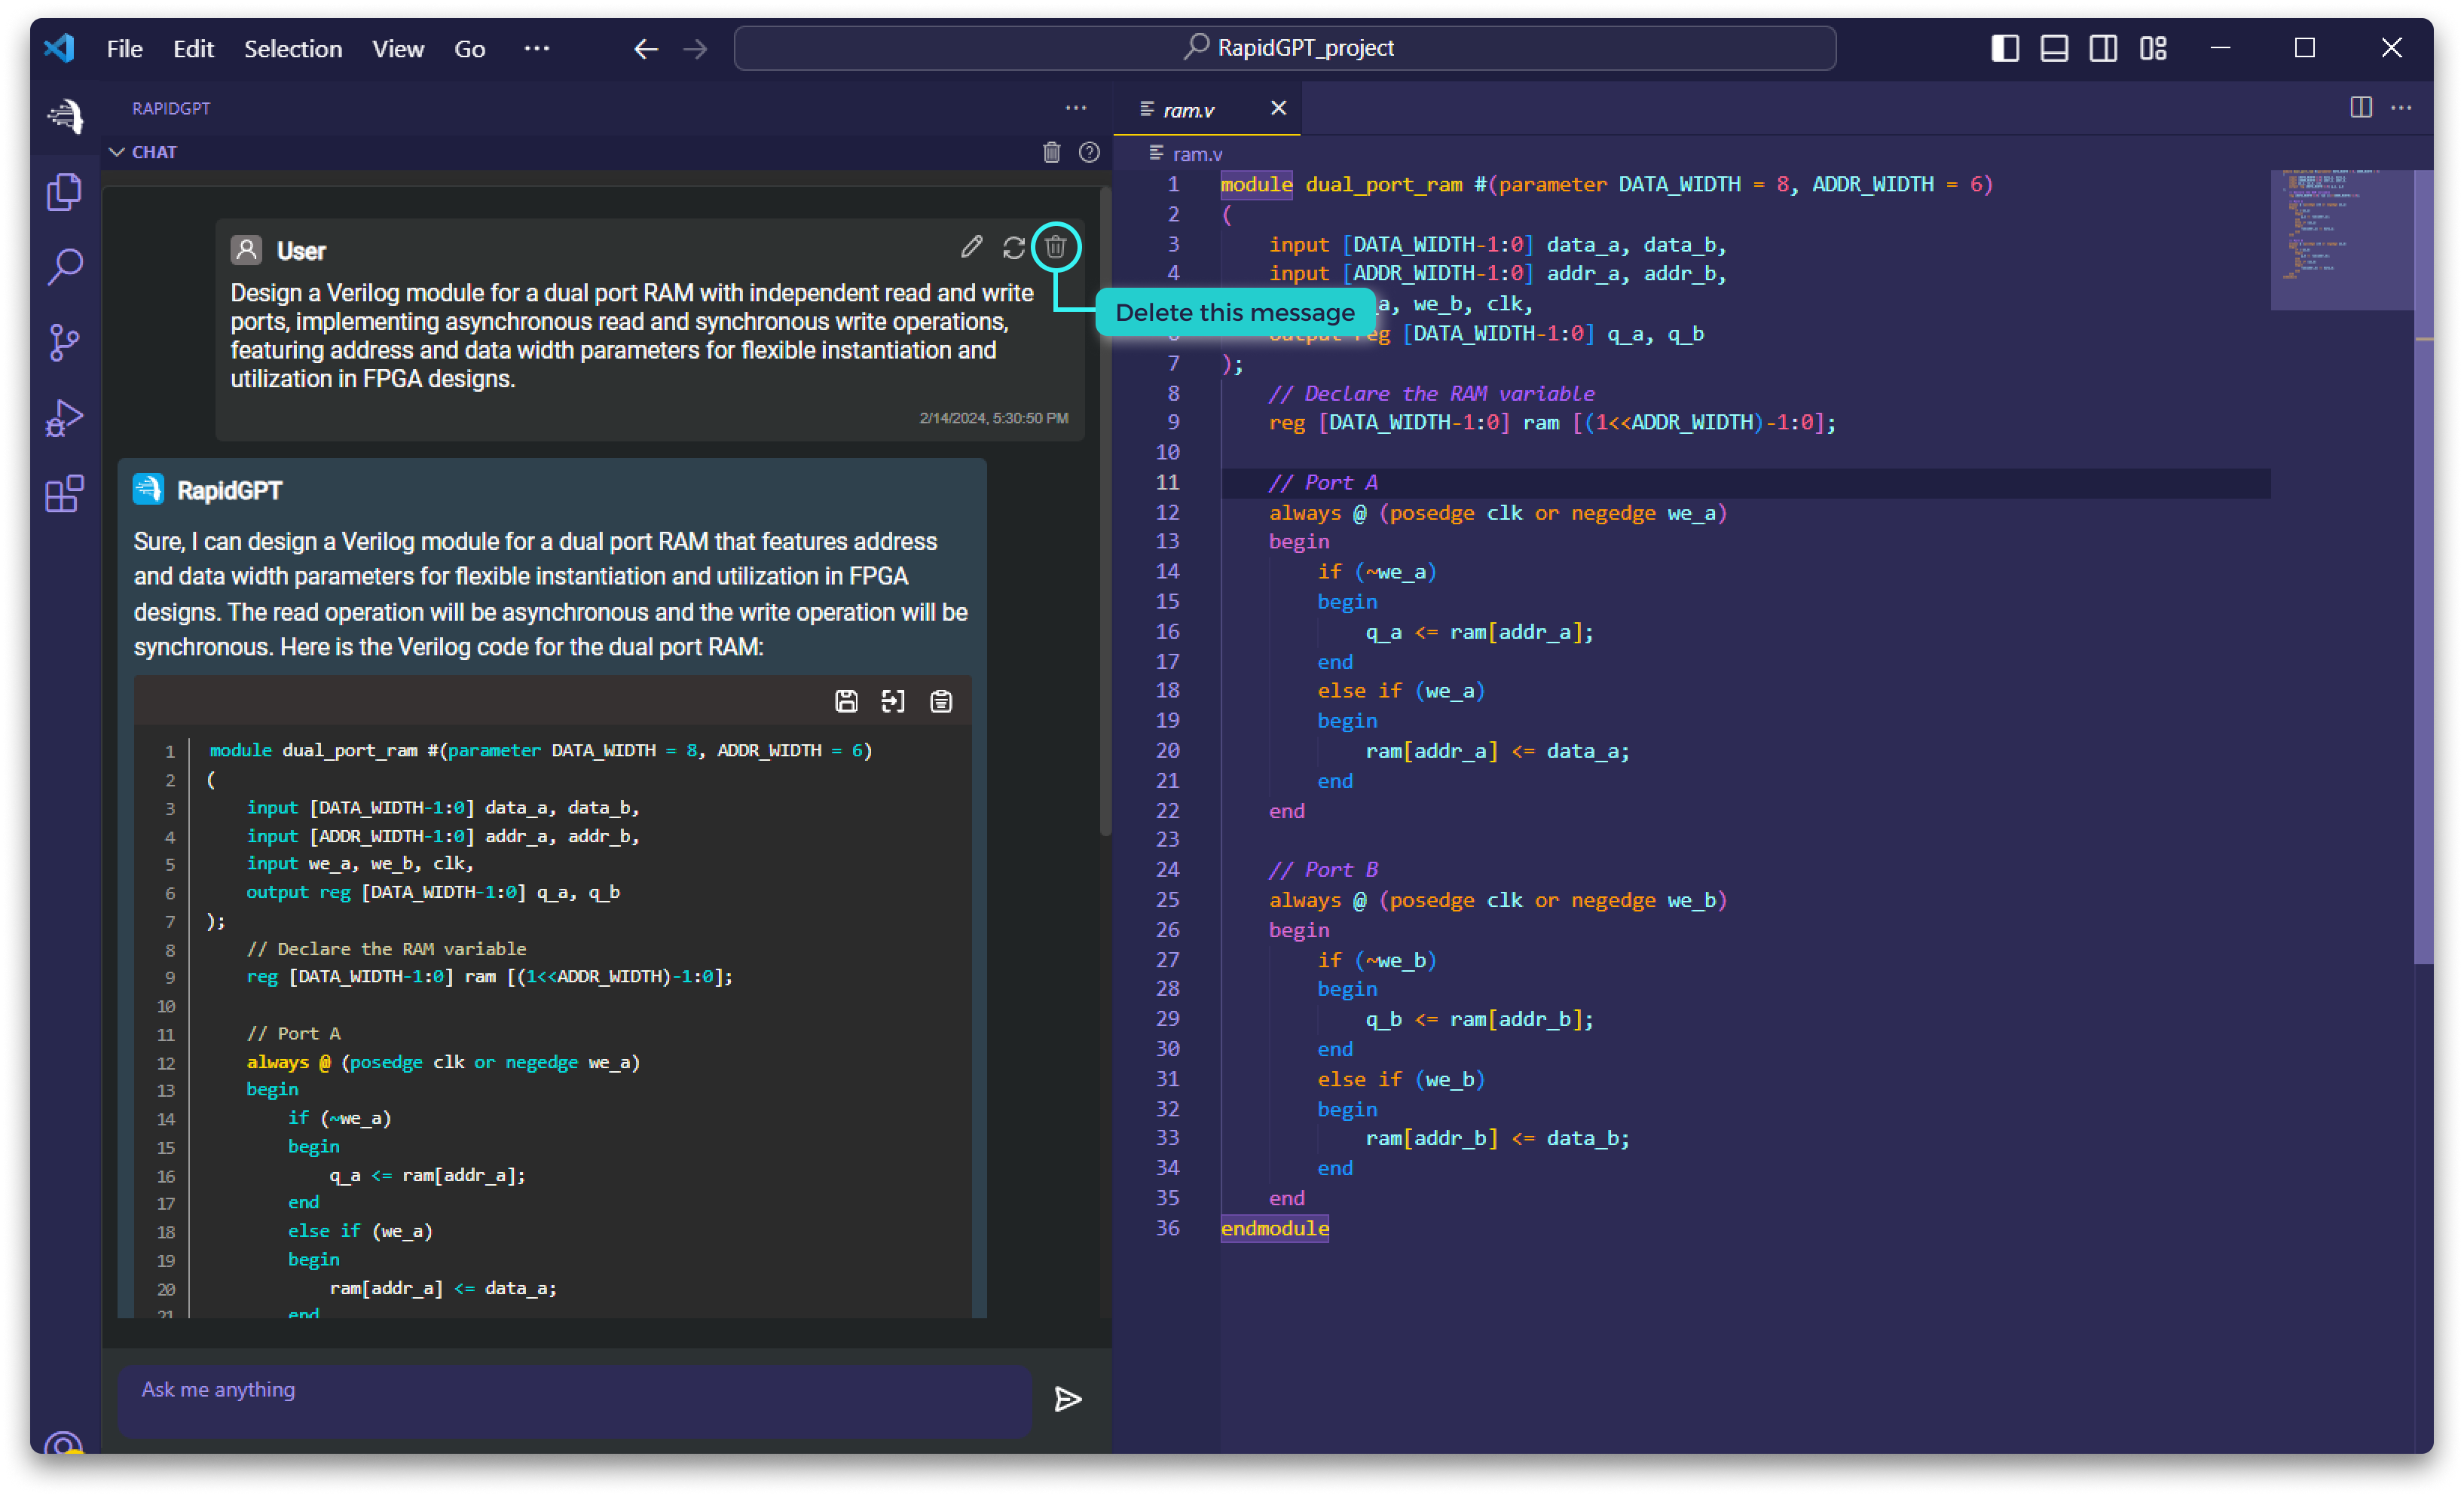 File Edit Selection View Go ··· RapidGPT_project
RAPIDGPT
CHAT
User
Design a Verilog module for a dual port RAM with independent read and write
ports, implementing asynchronous read and synchronous write operations,
featuring address and data width parameters for flexible instantiation and
utilization in FPGA designs.
2/14/2024, 5:30:50 PM
Delete this message
RapidGPT
Sure, I can design a Verilog module for a dual port RAM that features address
and data width parameters for flexible instantiation and utilization in FPGA
designs. The read operation will be asynchronous and the write operation will be
synchronous. Here is the Verilog code for the dual port RAM:
1 module dual_port_ram #(parameter DATA_WIDTH = 8, ADDR_WIDTH = 6)
2 (
3 input [DATA_WIDTH-1:0] data_a, data_b,
4 input [ADDR_WIDTH-1:0] addr_a, addr_b,
5 input we_a, we_b, clk,
6 output reg [DATA_WIDTH-1:0] q_a, q_b
7 );
8 // Declare the RAM variable
9 reg [DATA_WIDTH-1:0] ram [(1<<ADDR_WIDTH)-1:0];
10
11 // Port A
12 always @ (posedge clk or negedge we_a)
13 begin
14 if (~we_a)
15 begin
16 q_a <= ram[addr_a];
17 end
18 else if (we_a)
19 begin
20 ram[addr_a] <= data_a;
21 end
Ask me anything
ram.v
ram.v
1 module dual_port_ram #(parameter DATA_WIDTH = 8, ADDR_WIDTH = 6)
2 (
3 input [DATA_WIDTH-1:0] data_a, data_b,
4 input [ADDR_WIDTH-1:0] addr_a, addr_b,
_a, we_b, clk,
6 output reg [DATA_WIDTH-1:0] q_a, q_b
7 );
8 // Declare the RAM variable
9 reg [DATA_WIDTH-1:0] ram [(1<<ADDR_WIDTH)-1:0];
10
11 // Port A
12 always @ (posedge clk or negedge we_a)
13 begin
14 if (~we_a)
15 begin
16 q_a <= ram[addr_a];
17 end
18 else if (we_a)
19 begin
20 ram[addr_a] <= data_a;
21 end
22 end
23
24 // Port B
25 always @ (posedge clk or negedge we_b)
26 begin
27 if (~we_b)
28 begin
29 q_b <= ram[addr_b];
30 end
31 else if (we_b)
32 begin
33 ram[addr_b] <= data_b;
34 end
35 end
36 endmodule